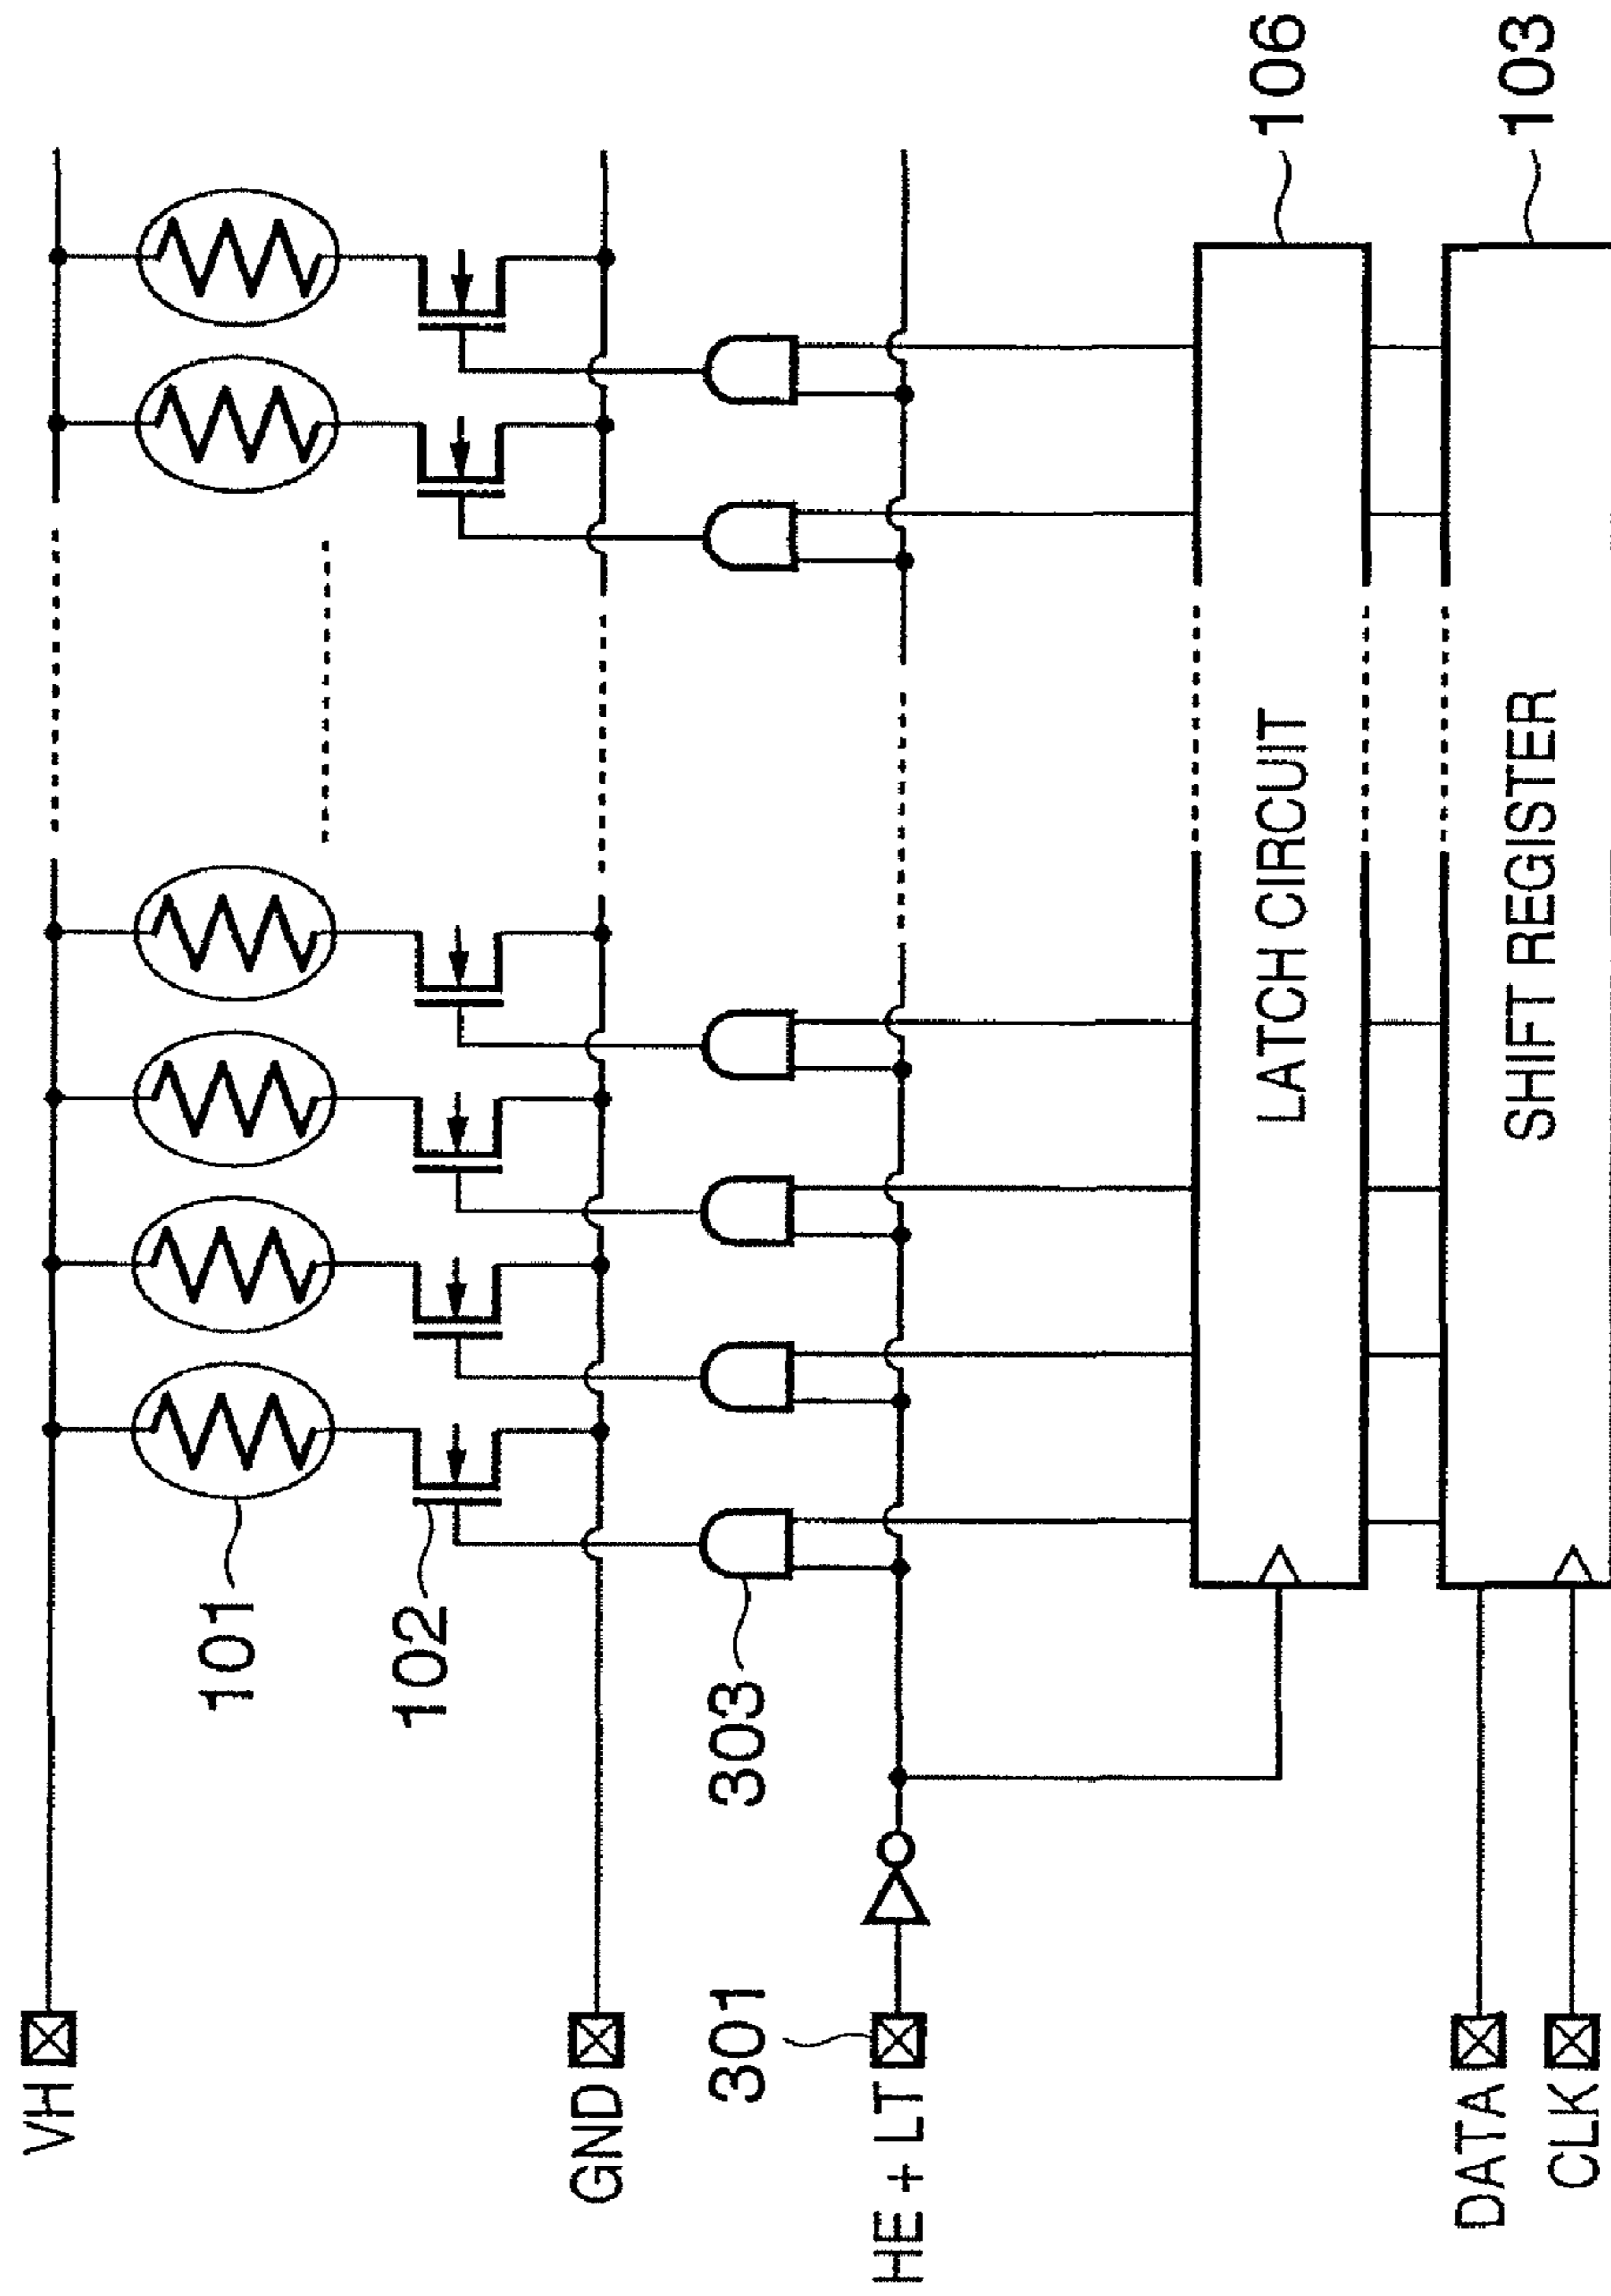 VH
101
102
GND
303
301
HE + LT
LATCH CIRCUIT
106
SHIFT REGISTER
103
DATA
CLK